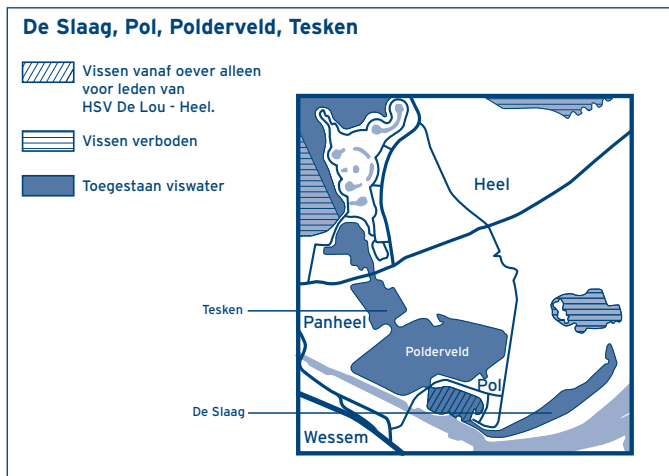 De Slaag, Pol, Polderveld, Tesken
Vissen vanaf oever alleen
voor leden van
HSV De Lou - Heel.
Vissen verboden
Toegestaan viswater
Heel
Tesken
Panheel
Polderveld
Pol
De Slaag
Wessem